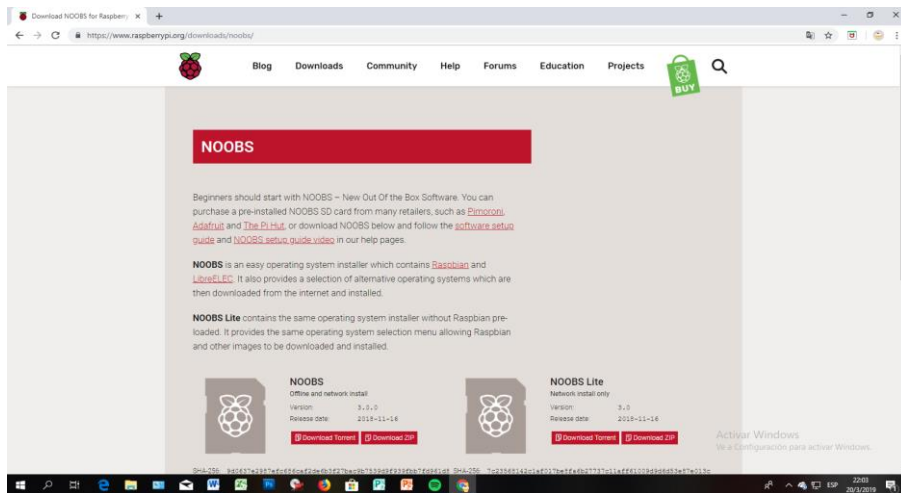 Download NOOBS for Raspberry
https://www.raspberrypi.org/downloads/noobs/
Blog Downloads Community Help Forums Education Projects BUY
NOOBS
Beginners should start with NOOBS – New Out Of the Box Software. You can
purchase a pre-installed NOOBS SD card from many retailers, such as Pimoroni,
Adafruit and The Pi Hut, or download NOOBS below and follow the software setup
guide and NOOBS setup guide video in our help pages.
NOOBS is an easy operating system installer which contains Raspbian and
LibreELEC. It also provides a selection of alternative operating systems which are
then downloaded from the internet and installed.
NOOBS Lite contains the same operating system installer without Raspbian pre-
loaded. It provides the same operating system selection menu allowing Raspbian
and other images to be downloaded and installed.
NOOBS
Offline and network install
Version: 3.0.0
Release date: 2018-11-16
Download Torrent Download ZIP
NOOBS Lite
Network install only
Version: 3.0
Release date: 2018-11-16
Download Torrent Download ZIP
SHA-256:
SHA-256:
Activar Windows
Ve a Configuración para activar Windows.
ESP
22:03
20/3/2019